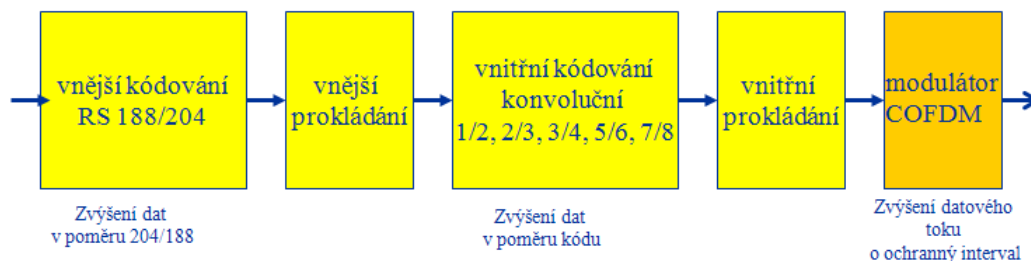 vnější kódování
RS 188/204
vnější
prokládání
vnitřní kódování
konvoluční
1/2, 2/3, 3/4, 5/6, 7/8
vnitřní
prokládání
modulátor
COFDM
Zvýšení dat
v poměru 204/188
Zvýšení dat
v poměru kódu
Zvýšení datového
toku
o ochranný interval